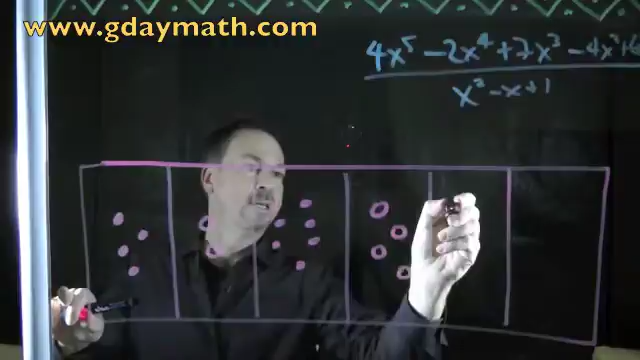 www.gdaymath.com
4x⁵ - 2x⁴ + 7x³ - 4x²+6
x² - x + 1